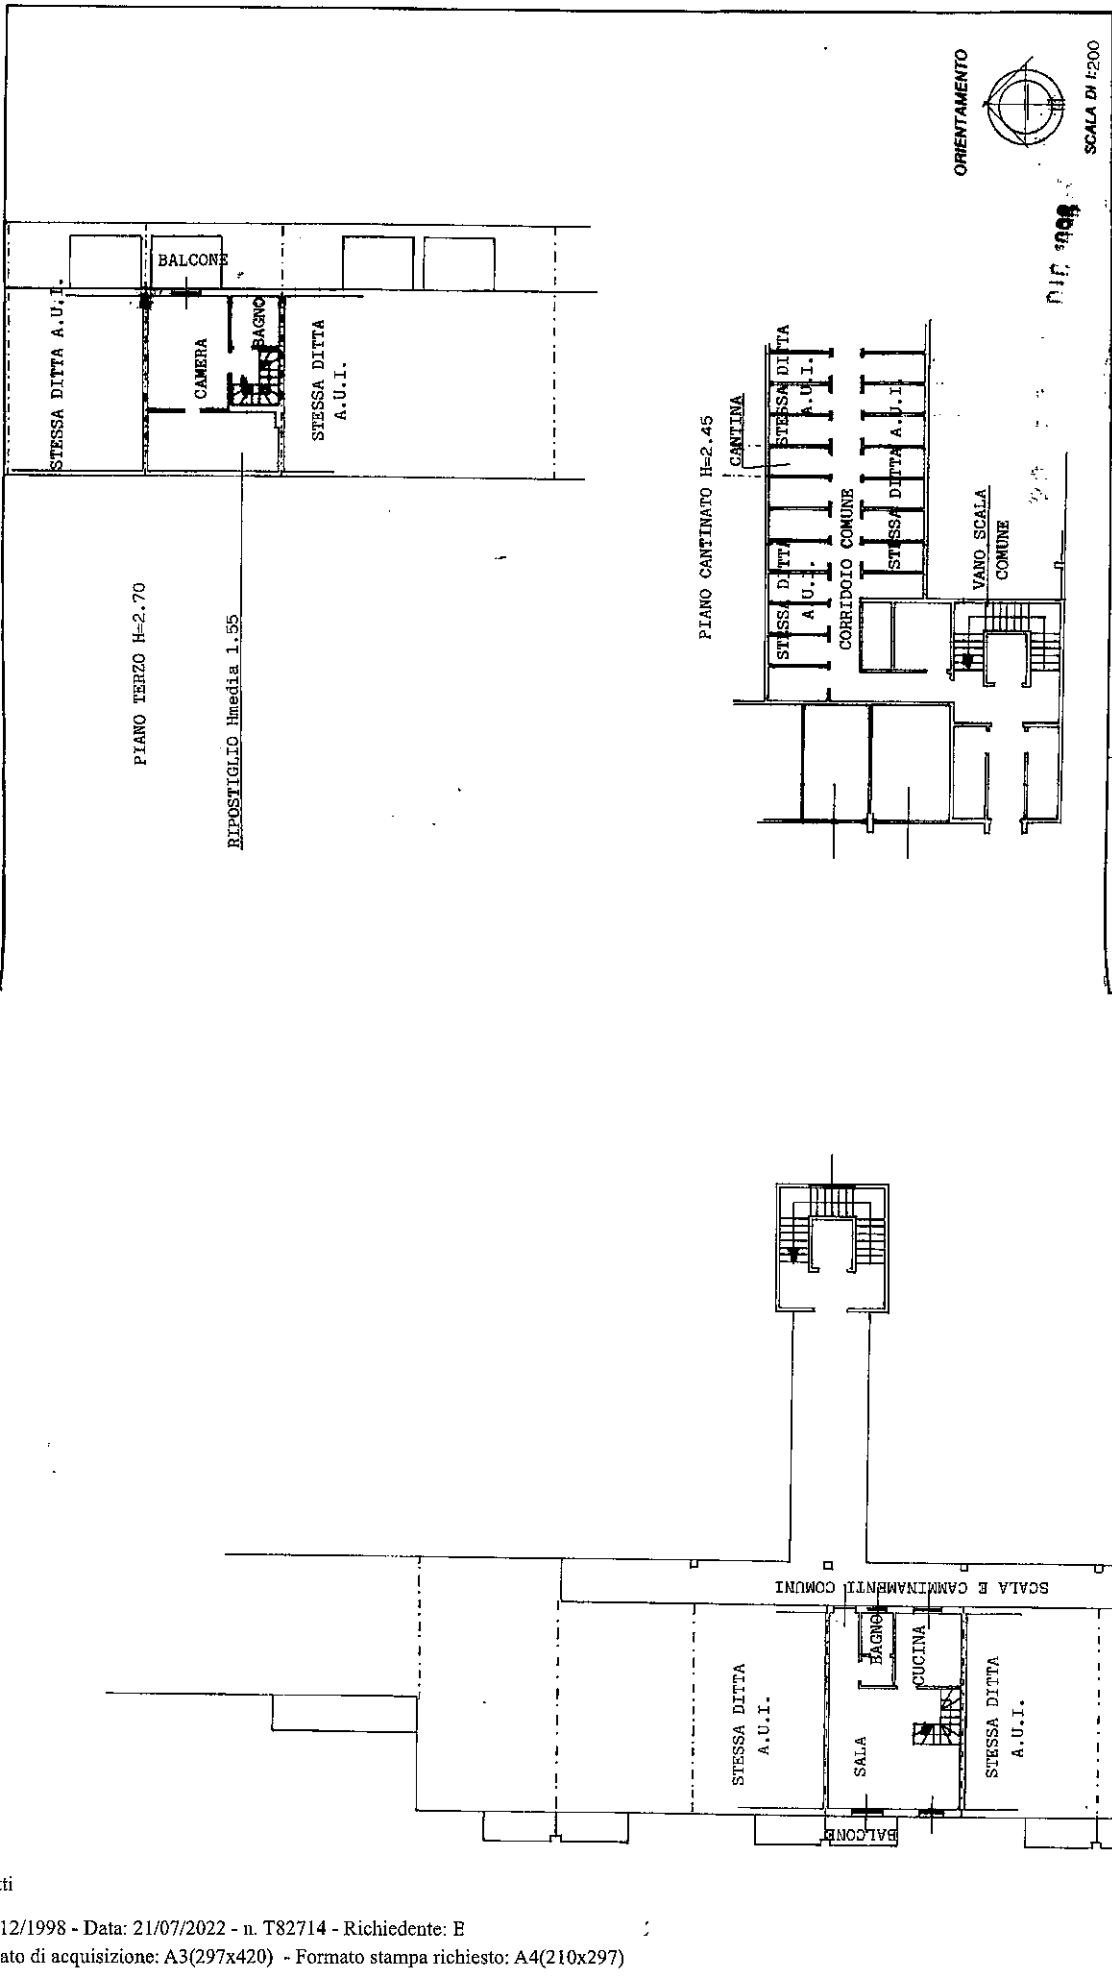 ORIENTAMENTO
SCALA DI 1:200
BALCONE
STESSA DITTA A.U.I.
CAMERA
BAGNO
STESSA DITTA
A.U.I.
PIANO TERZO H=2.70
RIPOSTIGLIO Hmedia 1.55
PIANO CANTINATO H=2.45
CANTINA
STESSA DITTA
A.U.I.
STESSA DITTA
A.U.I.
CORRIDOIO COMUNE
STESSA DITTA A.U.I.
VANO SCALA
COMUNE
SCALA E CAMMINAMENTI COMUNI
STESSA DITTA
A.U.I.
BAGNO
CUCINA
SALA
STESSA DITTA
A.U.I.
BALCONE
tti
12/1998 - Data: 21/07/2022 - n. T82714 - Richiedente: E
ato di acquisizione: A3(297x420) - Formato stampa richiesto: A4(210x297)